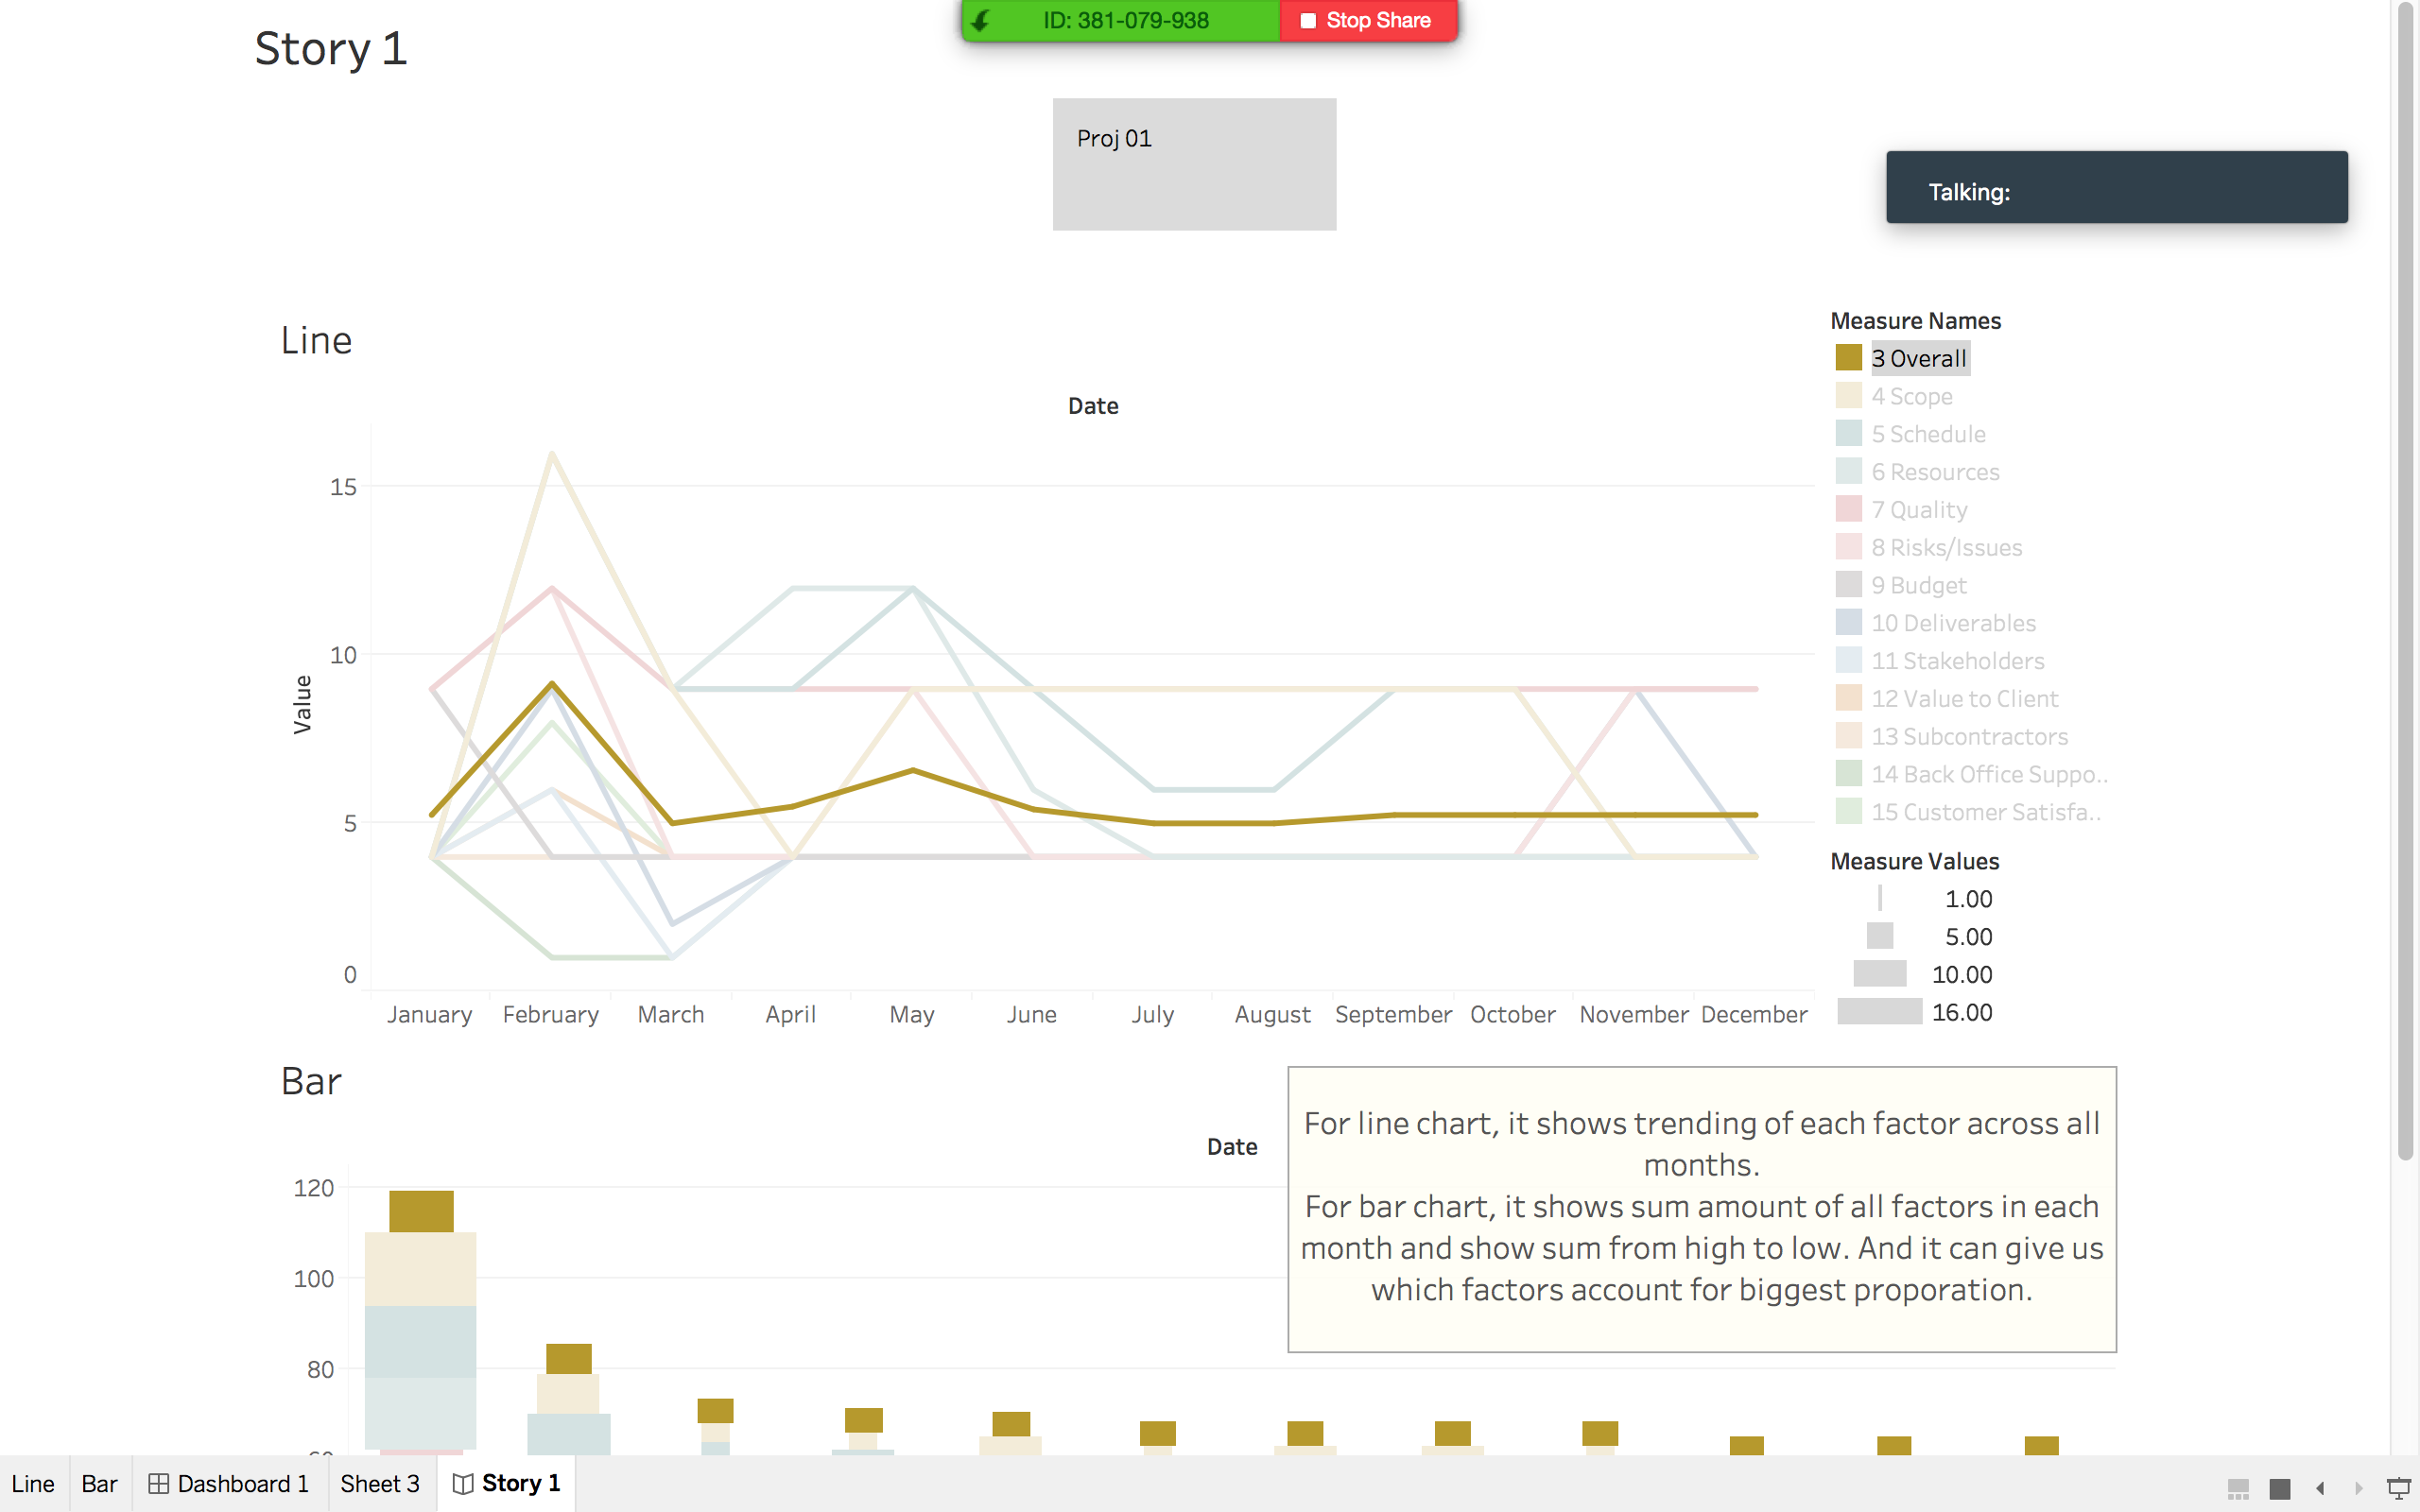 ID: 381-079-938
Stop Share
Story 1
Proj 01
Talking:
Line
Measure Names
3 Overall
4 Scope
5 Schedule
6 Resources
7 Quality
8 Risks/Issues
9 Budget
10 Deliverables
11 Stakeholders
12 Value to Client
13 Subcontractors
14 Back Office Suppo..
15 Customer Satisfa..
Measure Values
1.00
5.00
10.00
16.00
Date
Value
15
10
5
0
January February March April May June July August September October November December
Bar
Date
120
100
80
60
For line chart, it shows trending of each factor across all
months.
For bar chart, it shows sum amount of all factors in each
month and show sum from high to low. And it can give us
which factors account for biggest proporation.
Line Bar Dashboard 1 Sheet 3 Story 1